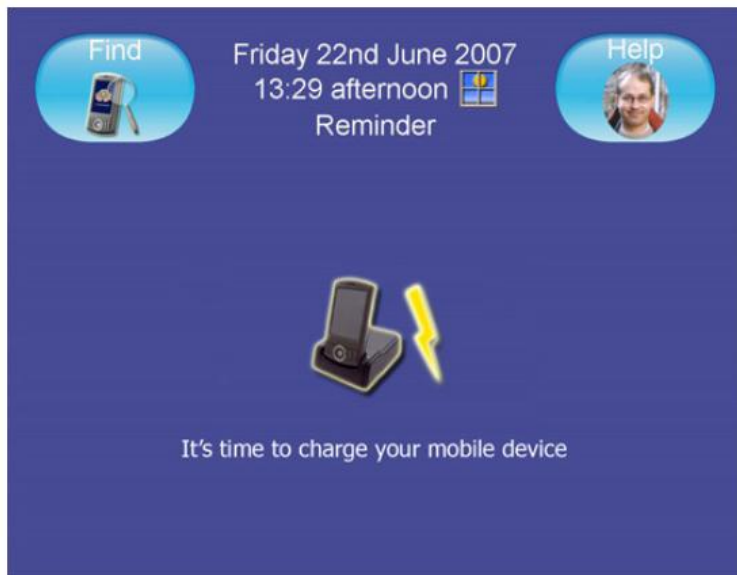 Find
Friday 22nd June 2007
13:29 afternoon
Reminder
Help
It's time to charge your mobile device